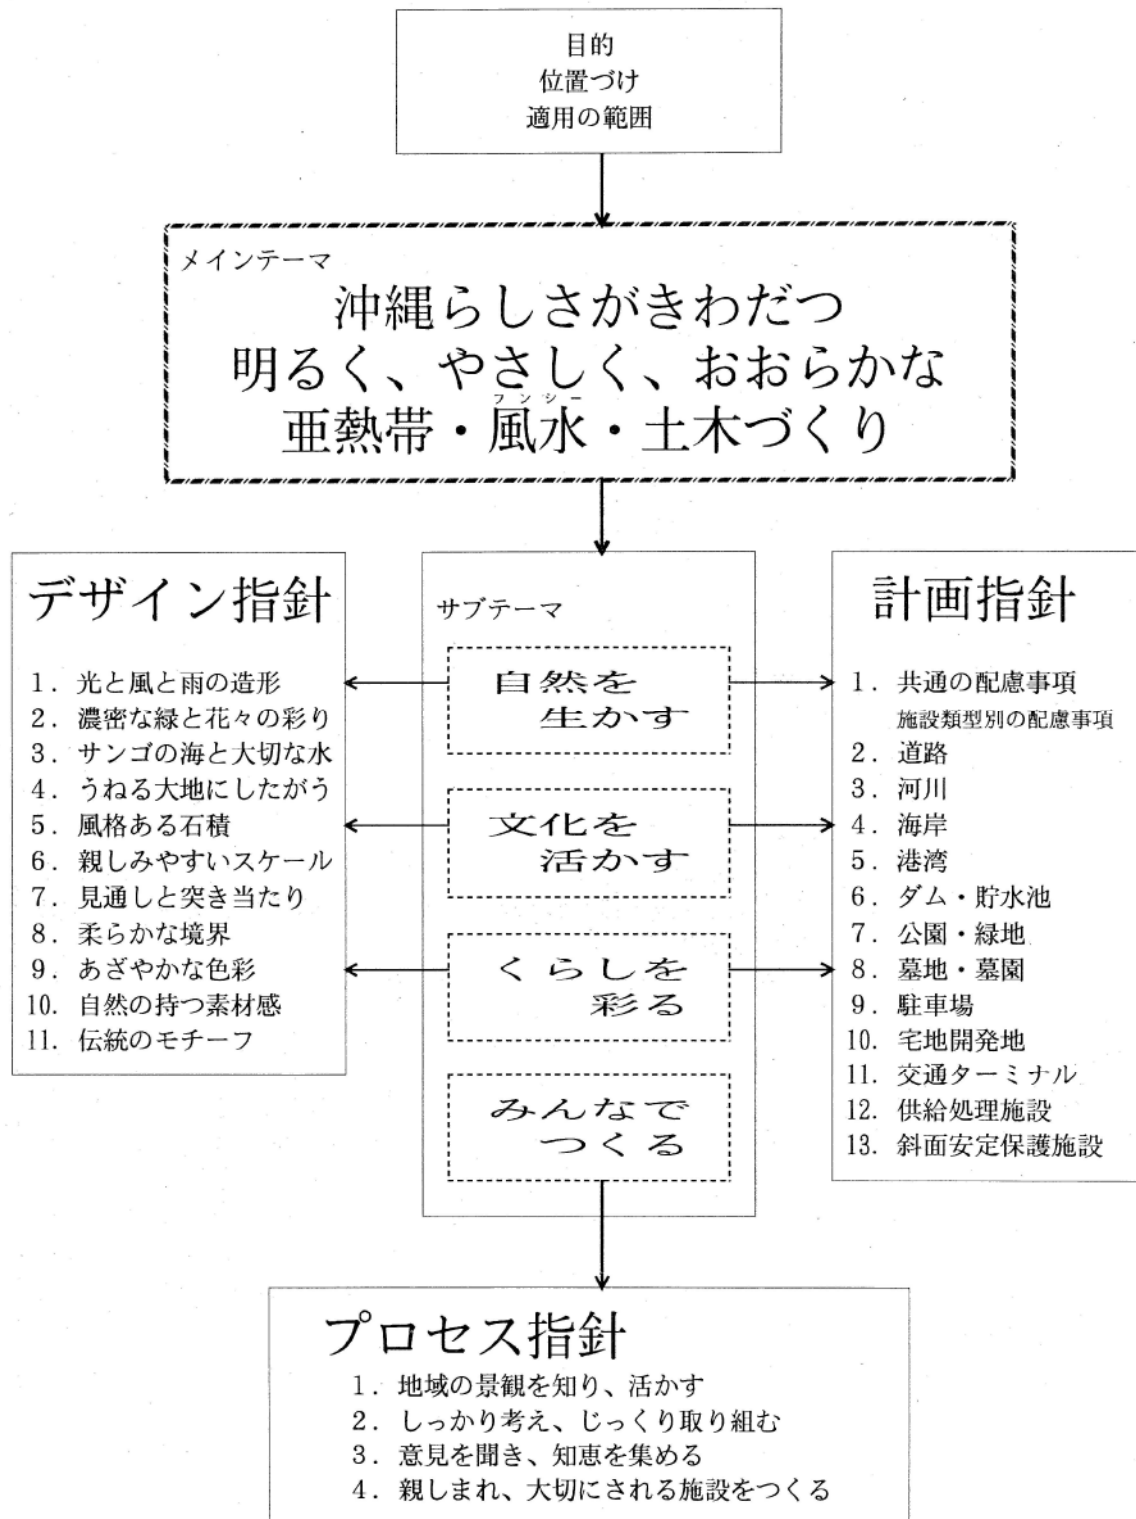 目的
位置づけ
適用の範囲
メインテーマ
沖縄らしさがきわだつ
明るく、やさしく、おおらかな
フンシー
亜熱帯・風水・土木づくり
デザイン指針
1. 光と風と雨の造形
2. 濃密な緑と花々の彩り
3. サンゴの海と大切な水
4. うねる大地にしたがう
5. 風格ある石積
6. 親しみやすいスケール
7. 見通しと突き当たり
8. 柔らかな境界
9. あざやかな色彩
10. 自然の持つ素材感
11. 伝統のモチーフ
サブテーマ
自然を
生かす
文化を
活かす
くらしを
彩る
みんなで
つくる
計画指針
1. 共通の配慮事項
施設類型別の配慮事項
2. 道路
3. 河川
4. 海岸
5. 港湾
6. ダム・貯水池
7. 公園・緑地
8. 墓地・墓園
9. 駐車場
10. 宅地開発地
11. 交通ターミナル
12. 供給処理施設
13. 斜面安定保護施設
プロセス指針
1. 地域の景観を知り、活かす
2. しっかり考え、じっくり取り組む
3. 意見を聞き、知恵を集める
4. 親しまれ、大切にされる施設をつくる